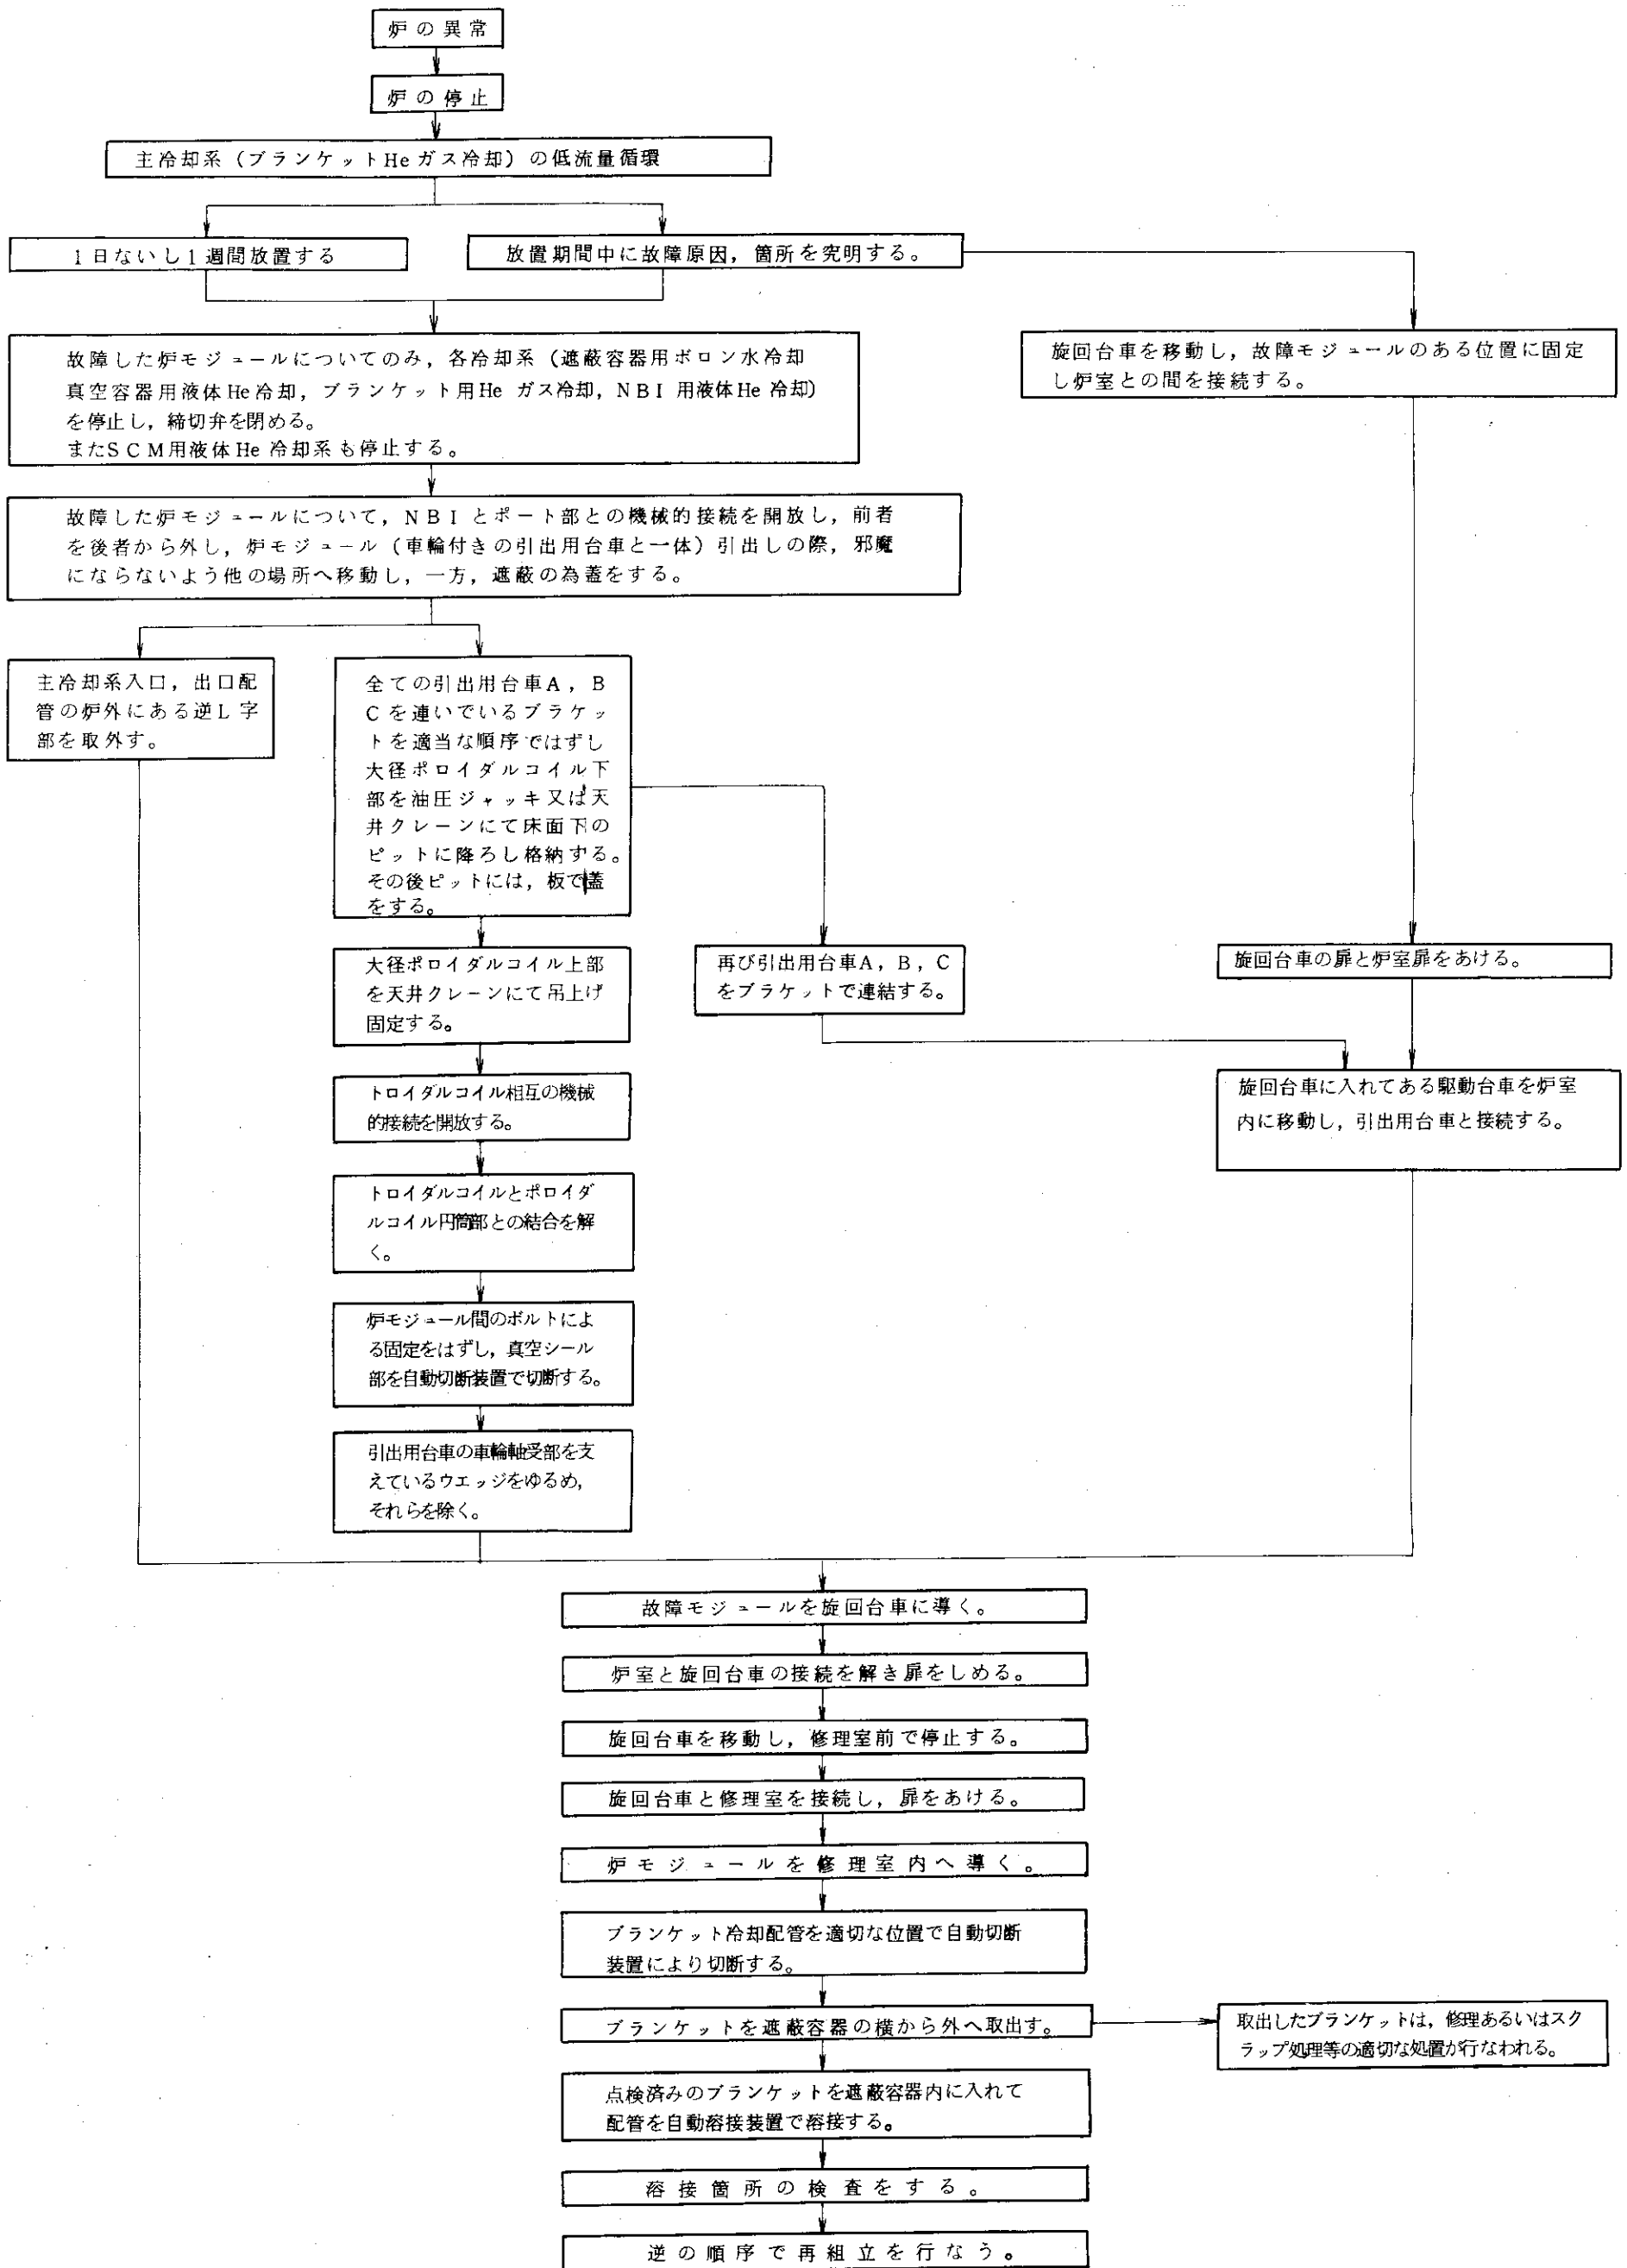 炉の異常
炉の停止
主冷却系（ブランケットHeガス冷却）の低流量循環
1日ないし1週間放置する
放置期間中に故障原因，箇所を究明する。
故障した炉モジュールについてのみ，各冷却系（遮蔽容器用ボロン水冷却
真空容器用液体He冷却，ブランケット用He ガス冷却，NBI 用液体He 冷却）
を停止し，締切弁を閉める。
またSCM用液体He 冷却系も停止する。
旋回台車を移動し，故障モジュールのある位置に固定
し炉室との間を接続する。
故障した炉モジュールについて，NBIとポート部との機械的接続を開放し，前者
を後者から外し，炉モジュール（車輪付きの引出用台車と一体）引出しの際，邪魔
にならないよう他の場所へ移動し，一方，遮蔽の為蓋をする。
主冷却系入口，出口配
管の炉外にある逆L字
部を取外す。
全ての引出用台車A，B
Cを連いでいるブラケッ
トを適当な順序ではずし
大径ポロイダルコイル下
部を油圧ジャッキ又は天
井クレーンにて床面下の
ピットに降ろし格納する。
その後ピットには，板で蓋
をする。
大径ポロイダルコイル上部
を天井クレーンにて吊上げ
固定する。
再び引出用台車A，B，C
をブラケットで連結する。
旋回台車の扉と炉室扉をあける。
トロイダルコイル相互の機械
的接続を開放する。
旋回台車に入れてある駆動台車を炉室
内に移動し，引出用台車と接続する。
トロイダルコイルとポロイダ
ルコイル円筒部との結合を解
く。
炉モジュール間のボルトによ
る固定をはずし，真空シール
部を自動切断装置で切断する。
引出用台車の車輪軸受部を支
えているウエッジをゆるめ，
それらを除く。
故障モジュールを旋回台車に導く。
炉室と旋回台車の接続を解き扉をしめる。
旋回台車を移動し，修理室前で停止する。
旋回台車と修理室を接続し，扉をあける。
炉モジュールを修理室内へ導く。
ブランケット冷却配管を適切な位置で自動切断
装置により切断する。
ブランケットを遮蔽容器の横から外へ取出す。
取出したブランケットは，修理あるいはスク
ラップ処理等の適切な処置が行なわれる。
点検済みのブランケットを遮蔽容器内に入れて
配管を自動溶接装置で溶接する。
溶接箇所の検査をする。
逆の順序で再組立を行なう。